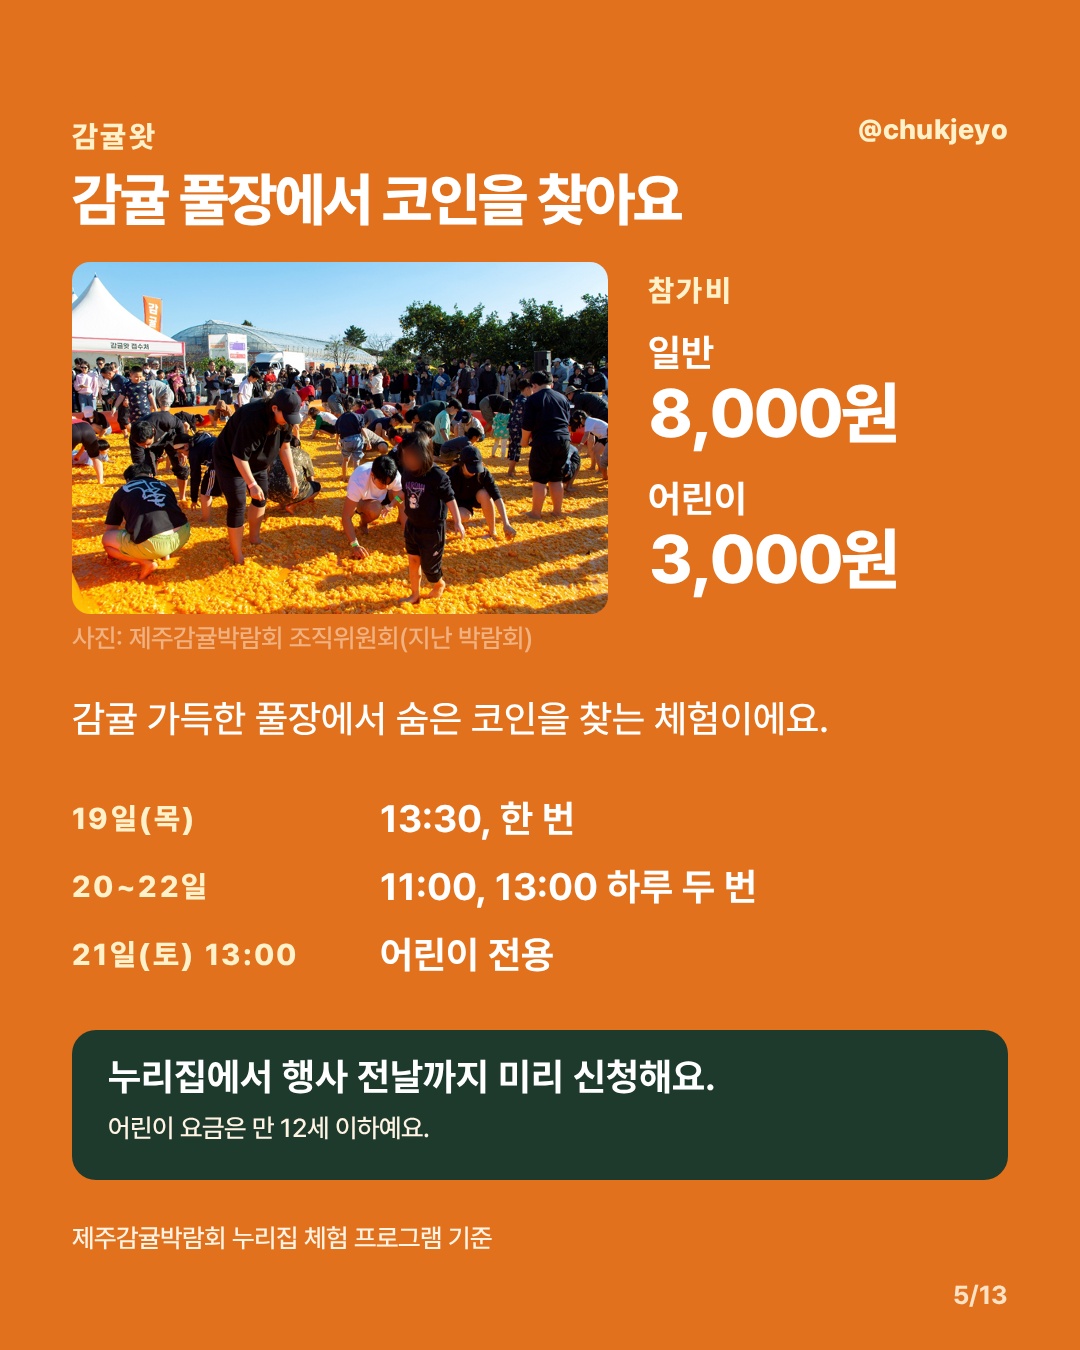 감귤왓
@chukjeyo
감귤 풀장에서 코인을 찾아요
감귤
감귤왓 접수처
사진: 제주감귤박람회 조직위원회(지난 박람회)
참가비
일반
8,000원
어린이
3,000원
감귤 가득한 풀장에서 숨은 코인을 찾는 체험이에요.
19일(목) 13:30, 한 번
20~22일 11:00, 13:00 하루 두 번
21일(토) 13:00 어린이 전용
누리집에서 행사 전날까지 미리 신청해요.
어린이 요금은 만 12세 이하예요.
제주감귤박람회 누리집 체험 프로그램 기준
5/13